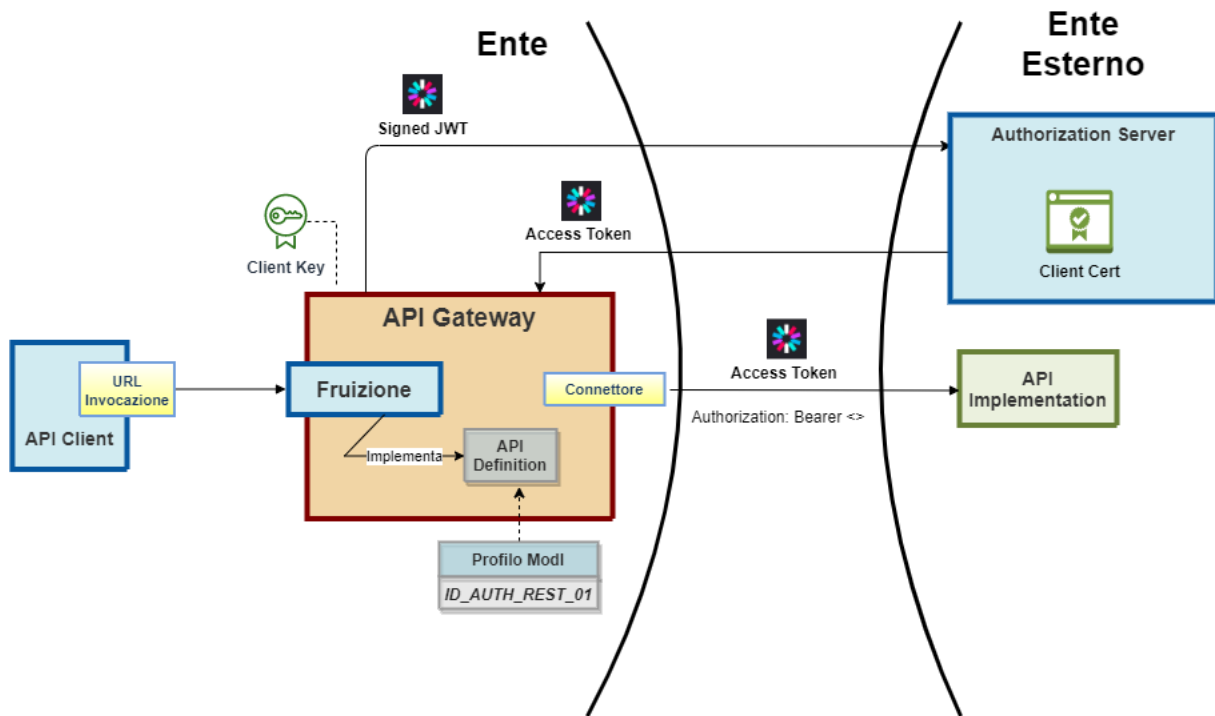 Ente
Ente
Esterno
Signed JWT
Authorization Server
Access Token
Client Key
Client Cert
API Gateway
URL
Invocazione
API Client
Fruizione
Connettore
Access Token
Authorization: Bearer <>
API
Implementation
Implementa
API
Definition
Profilo ModI
ID_AUTH_REST_01